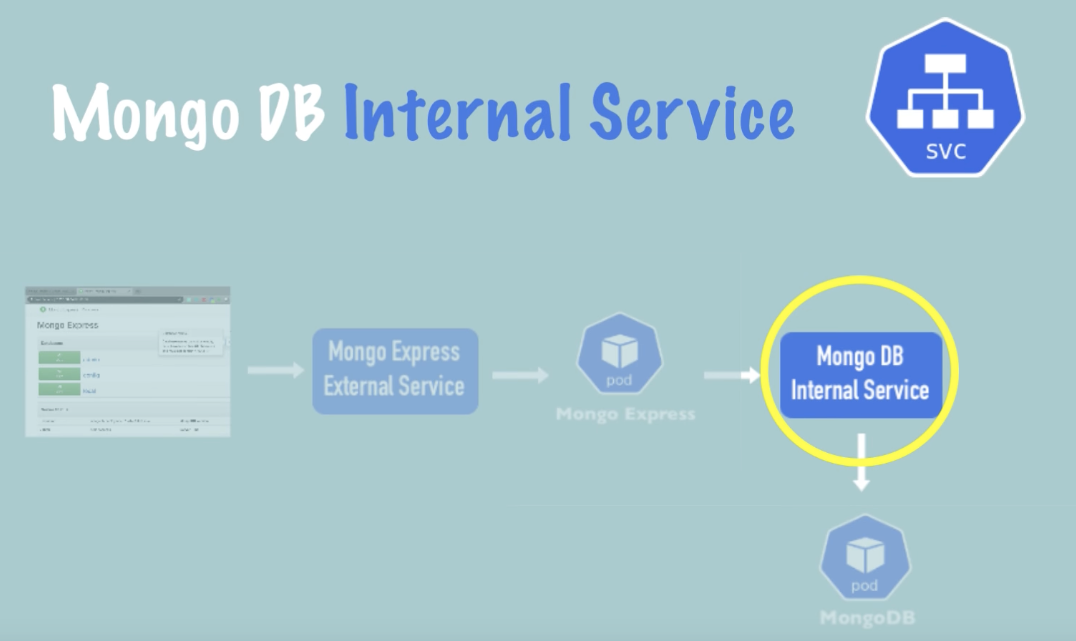 Mongo DB Internal Service
svc
Mongo Express
Mongo Express
External Service
pod
Mongo Express
Mongo DB
Internal Service
pod
MongoDB